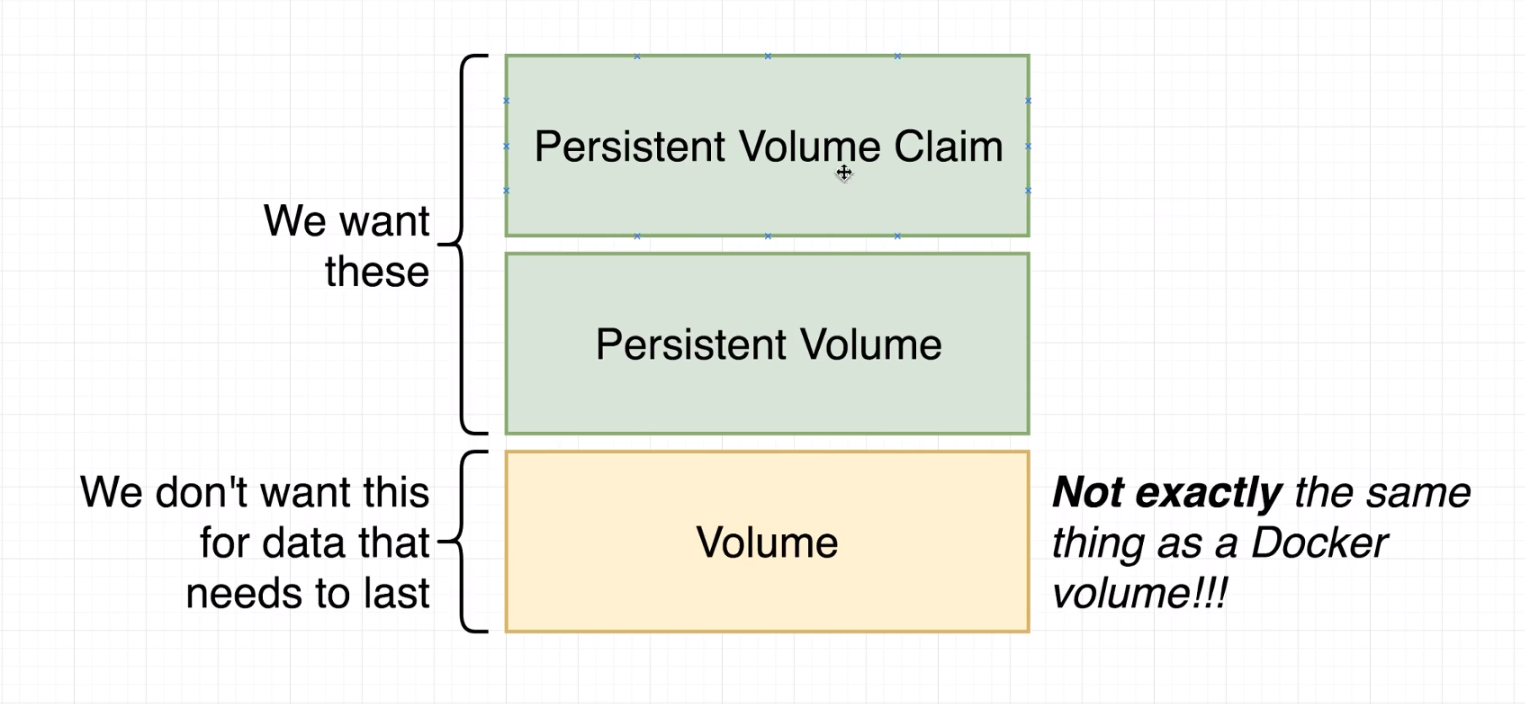 Persistent Volume Claim
We want
these
Persistent Volume
We don't want this
for data that
needs to last
Volume
Not exactly the same
thing as a Docker
volume!!!